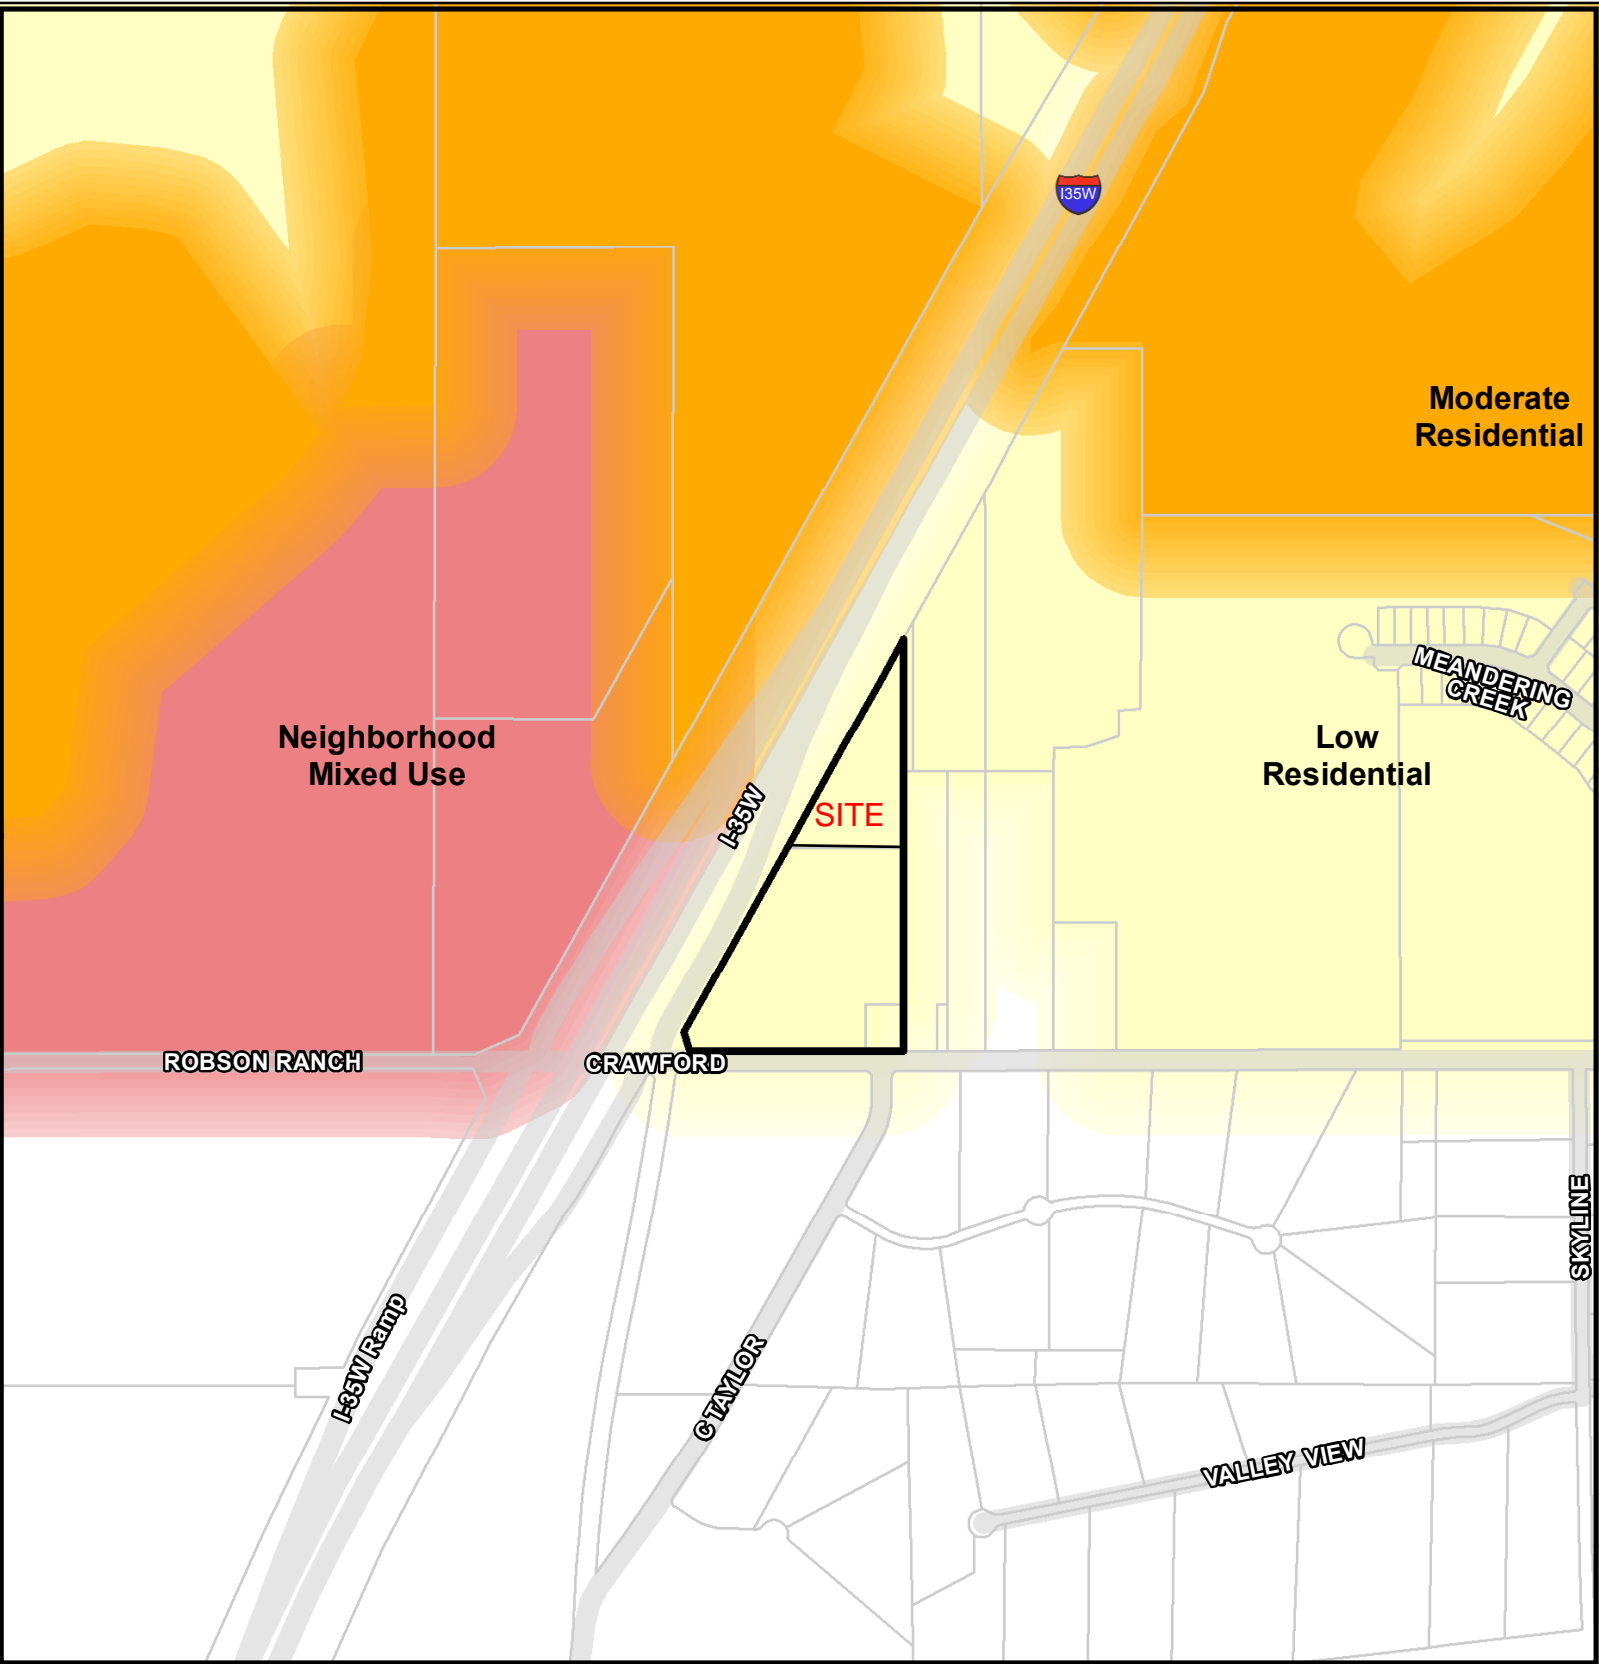 I35W
Moderate
Residential
MEANDERING
CREEK
Neighborhood
Mixed Use
Low
Residential
I-35W
SITE
ROBSON RANCH
CRAWFORD
SKYLINE
I-35W Ramp
C TAYLOR
VALLEY VIEW